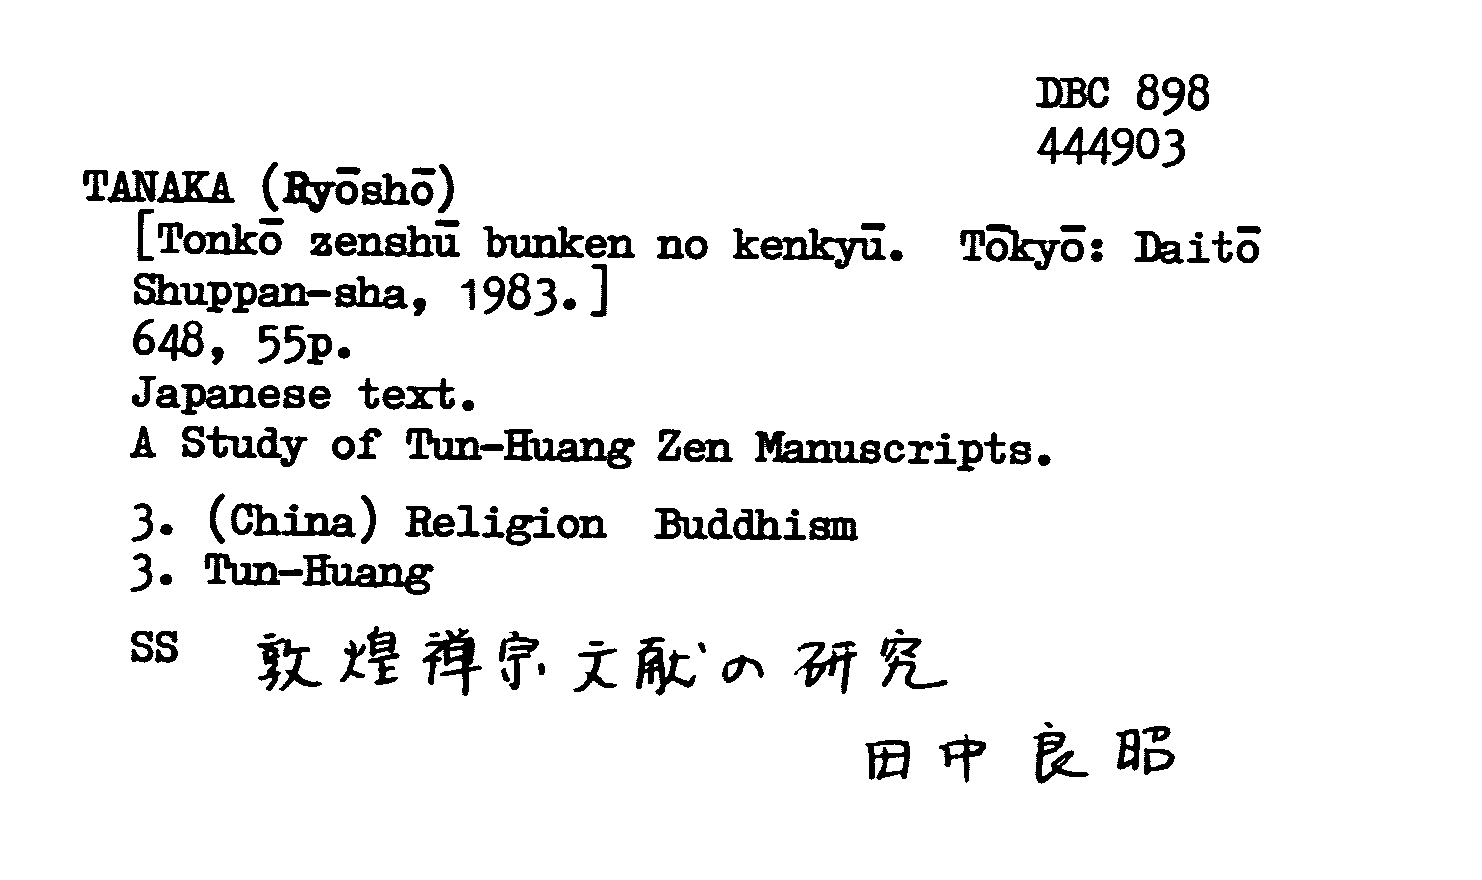 DBC 898
444903
TANAKA (Ryōshō)
[Tonkō zenshū bunken no kenkyū. Tōkyō: Daitō
Shuppan-sha, 1983.]
648, 55p.
Japanese text.
A Study of Tun-Huang Zen Manuscripts.
3. (China) Religion Buddhism
3. Tun-Huang
SS 敦煌禅宗文献の研究
田中良昭